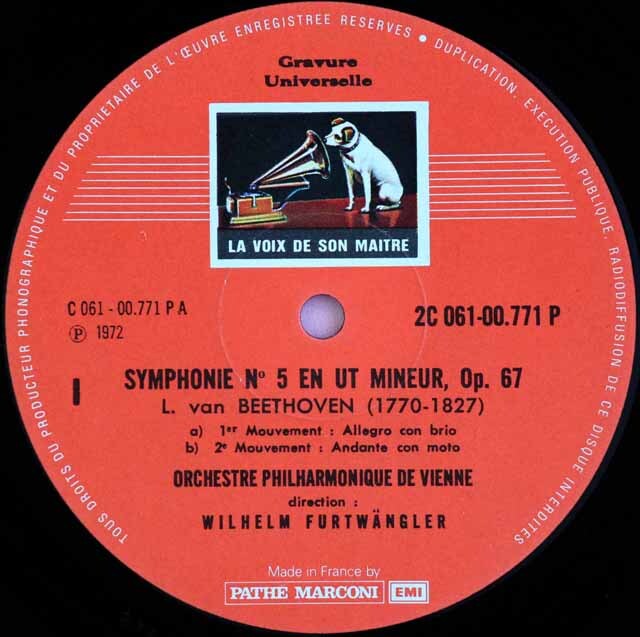 TOUS DROITS DU PRODUCTEUR PHONOGRAPHIQUE ET DU PROPRIETAIRE DE L'ŒUVRE ENREGISTREE RESERVES • DUPLICATION, EXECUTION PUBLIQUE, RADIODIFFUSION DE CE DISQUE INTERDITES
Gravure
Universelle
LA VOIX DE SON MAITRE
C 061 - 00.771 P A
2C 061-00.771 P
Ⓟ 1972
I
SYMPHONIE Nº 5 EN UT MINEUR, Op. 67
L. van BEETHOVEN (1770-1827)
a) 1er Mouvement : Allegro con brio
b) 2e Mouvement : Andante con moto
ORCHESTRE PHILHARMONIQUE DE VIENNE
direction :
WILHELM FURTWÄNGLER
Made in France by
PATHE MARCONI EMI